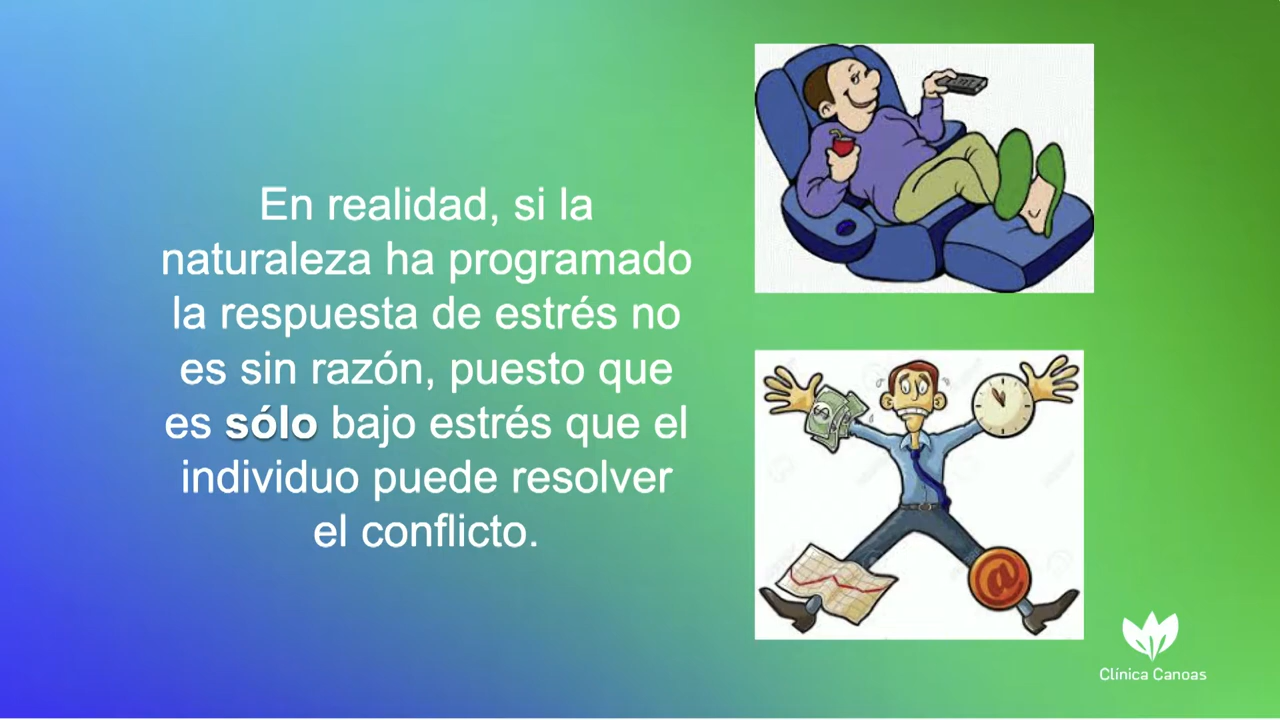 En realidad, si la
naturaleza ha programado
la respuesta de estrés no
es sin razón, puesto que
es sólo bajo estrés que el
individuo puede resolver
el conflicto.
$
@
Clínica Canoas